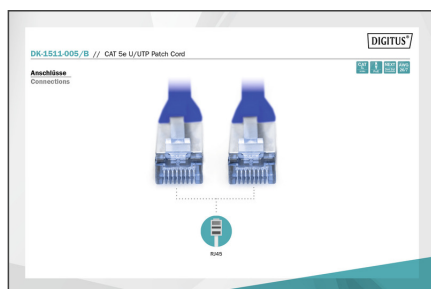 DIGITUS®
DK-1511-005/B // CAT 5e U/UTP Patch Cord
Anschlüsse
Connections
RJ45